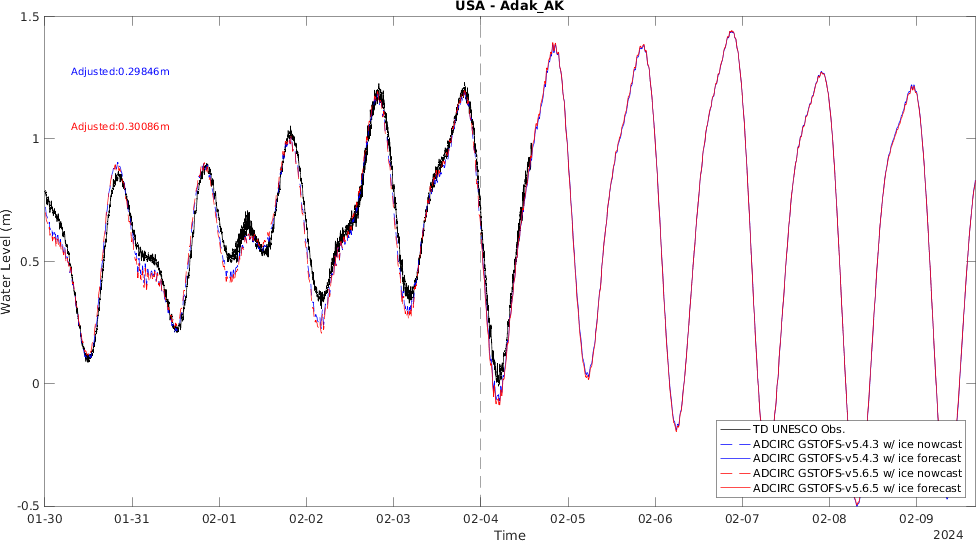 USA - Adak_AK
1.5
Adjusted:0.29846m
Adjusted:0.30086m
1
0.5
0
-0.5
Water Level (m)
TD UNESCO Obs.
ADCIRC GSTOFS-v5.4.3 w/ ice nowcast
ADCIRC GSTOFS-v5.4.3 w/ ice forecast
ADCIRC GSTOFS-v5.6.5 w/ ice nowcast
ADCIRC GSTOFS-v5.6.5 w/ ice forecast
01-30 01-31 02-01 02-02 02-03 02-04 02-05 02-06 02-07 02-08 02-09
Time
2024